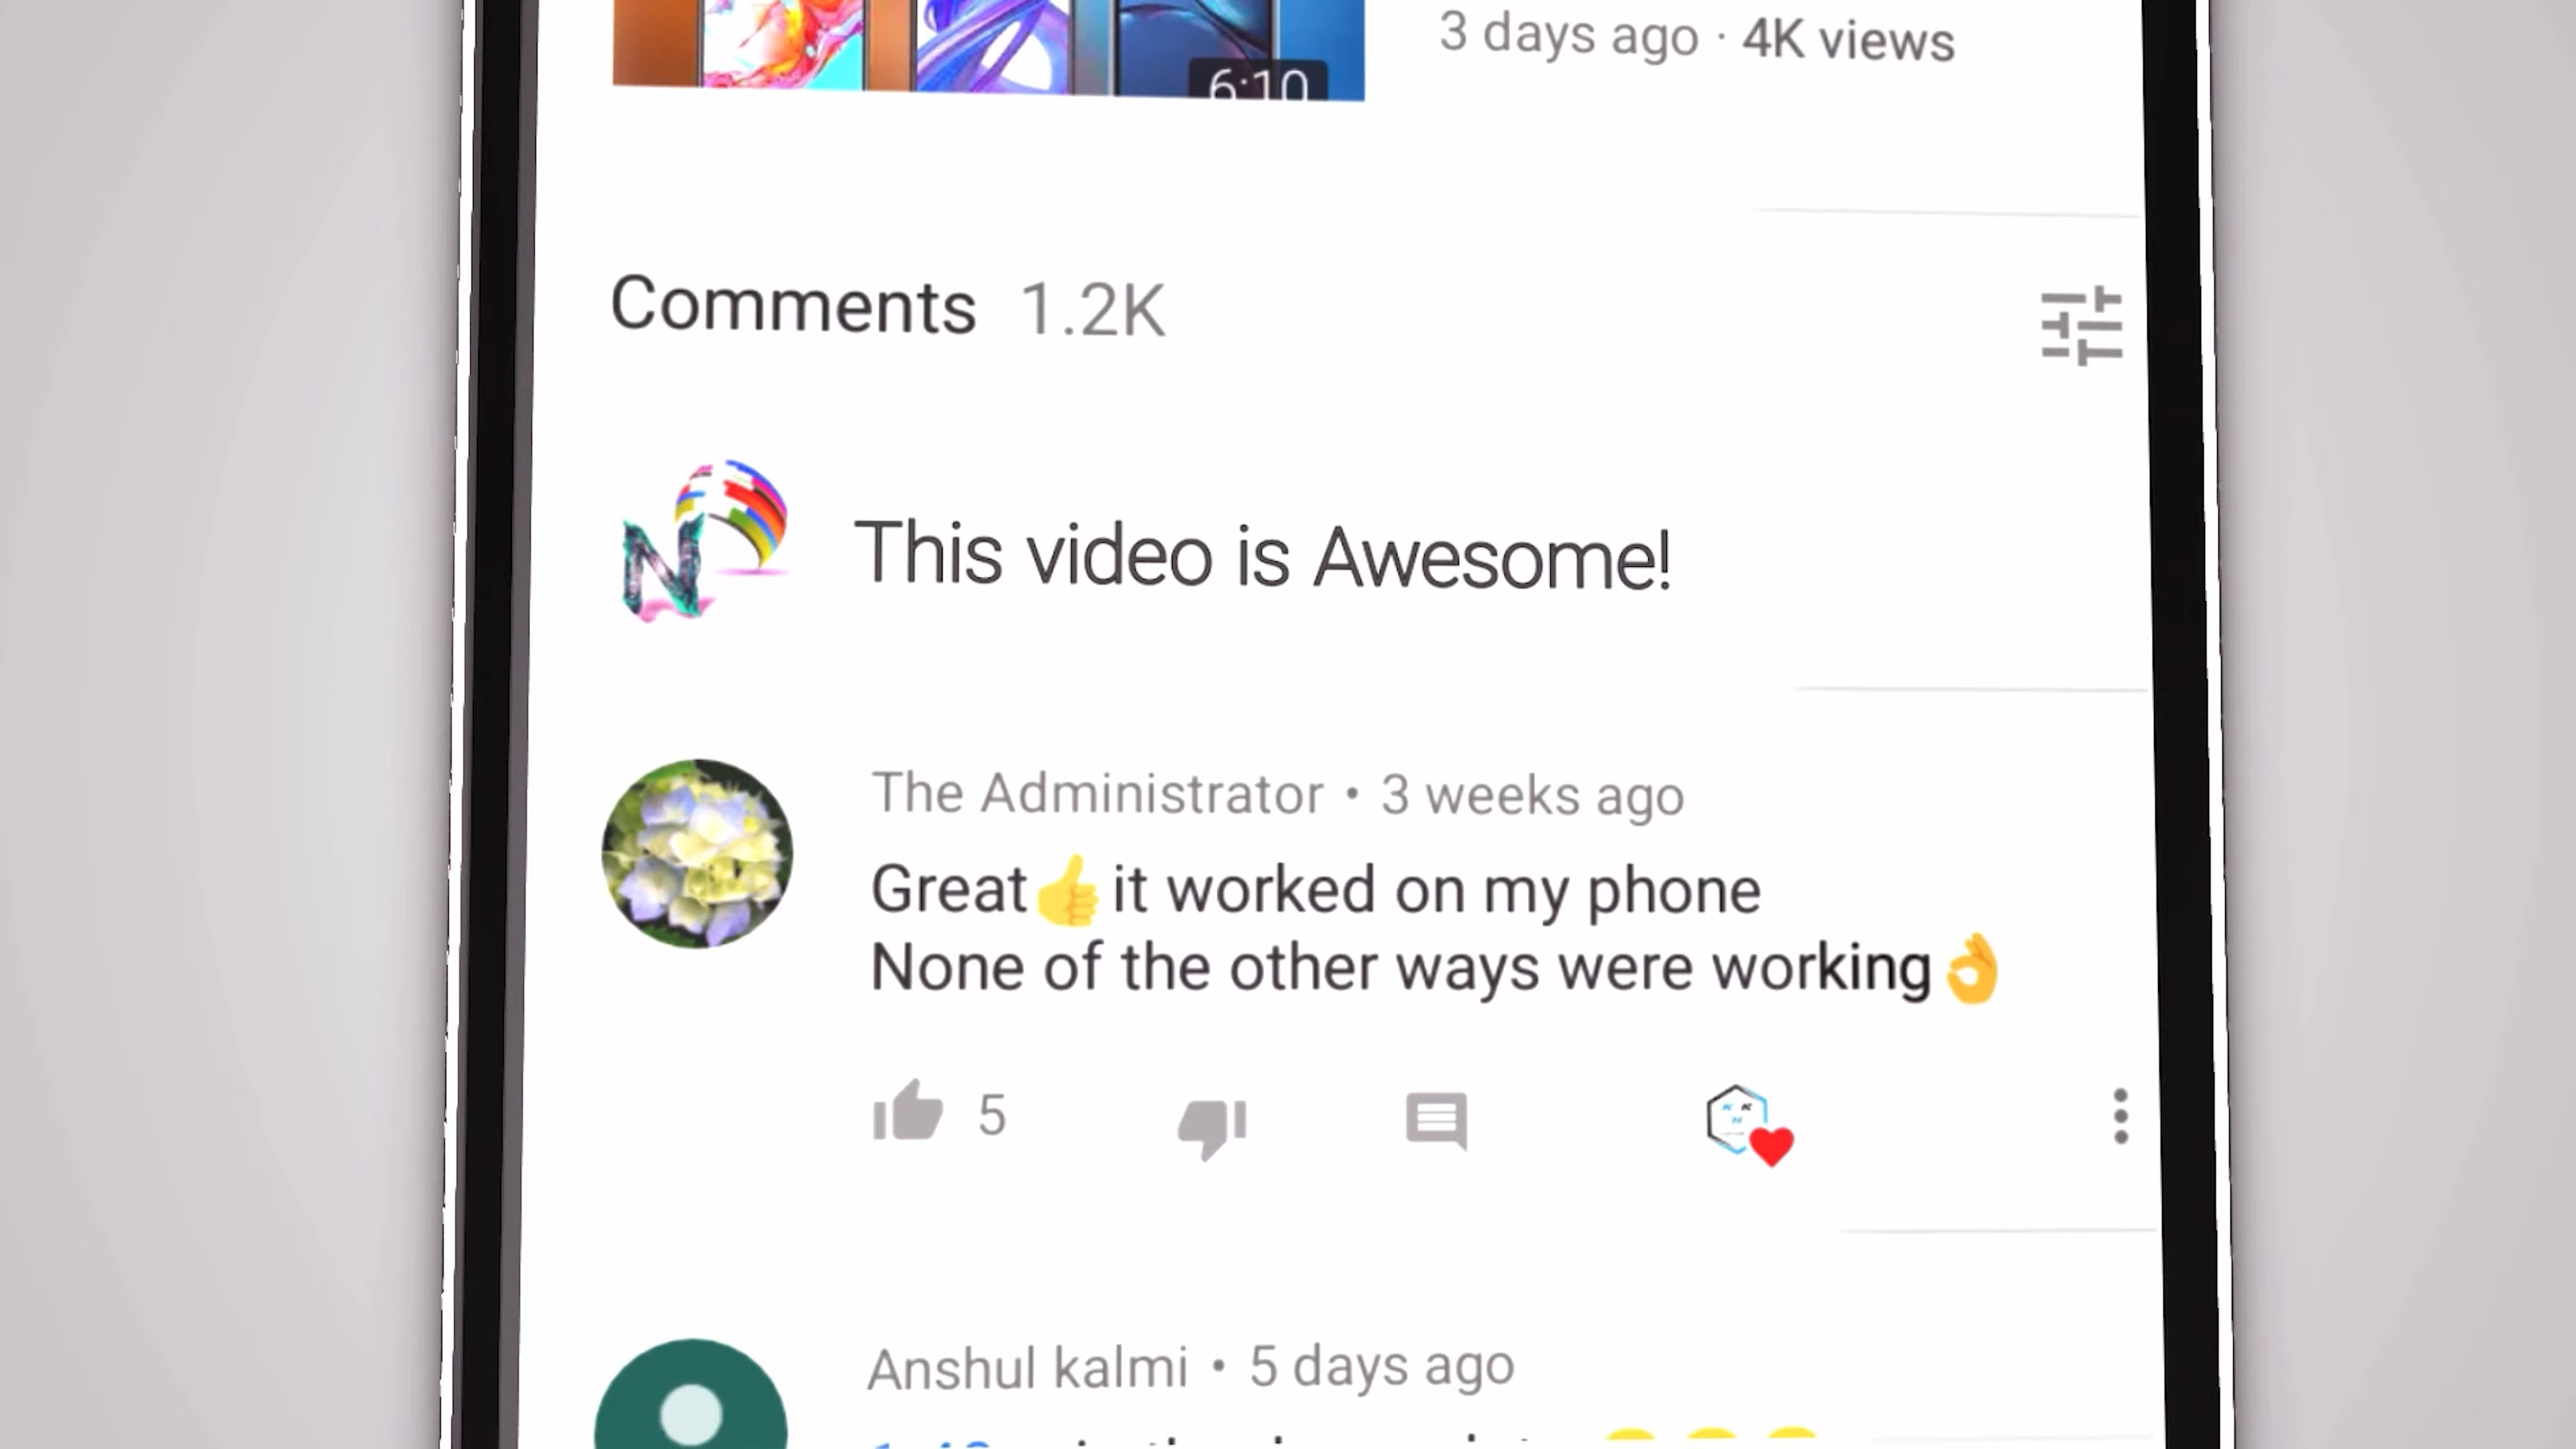 3 days ago · 4K views
6:10
Comments 1.2K
This video is Awesome!
The Administrator • 3 weeks ago
Great👍it worked on my phone
None of the other ways were working👌
5
Anshul kalmi • 5 days ago